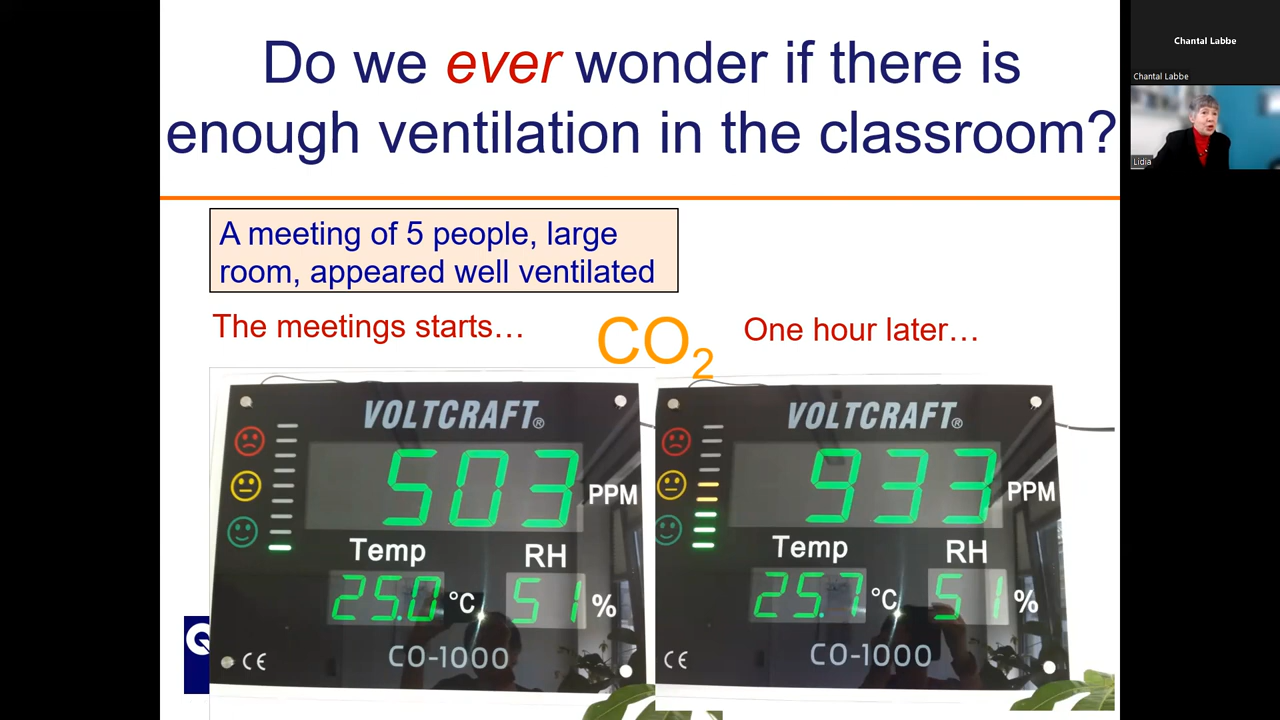 Do we ever wonder if there is
enough ventilation in the classroom?
A meeting of 5 people, large
room, appeared well ventilated
The meetings starts…
CO2
One hour later…
VOLTCRAFT®
503 PPM
Temp RH
25.0 °C 51 %
CE CO-1000
VOLTCRAFT®
933 PPM
Temp RH
25.7 °C 51 %
CE CO-1000
Q
Chantal Labbe
Chantal Labbe
Lidia